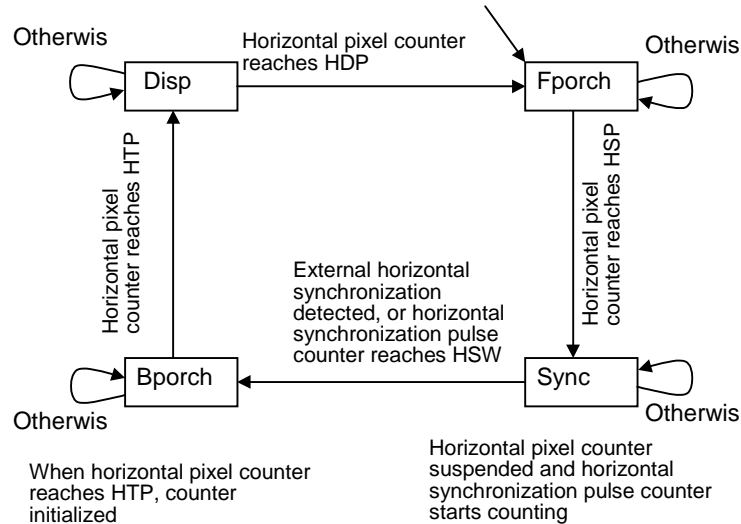 Otherwis
Disp
Horizontal pixel counter
reaches HDP
Fporch
Otherwis
Horizontal pixel
counter reaches HTP
Horizontal pixel
counter reaches HSP
External horizontal
synchronization
detected, or horizontal
synchronization pulse
counter reaches HSW
Bporch
Sync
Otherwis
Otherwis
When horizontal pixel counter
reaches HTP, counter
initialized
Horizontal pixel counter
suspended and horizontal
synchronization pulse counter
starts counting